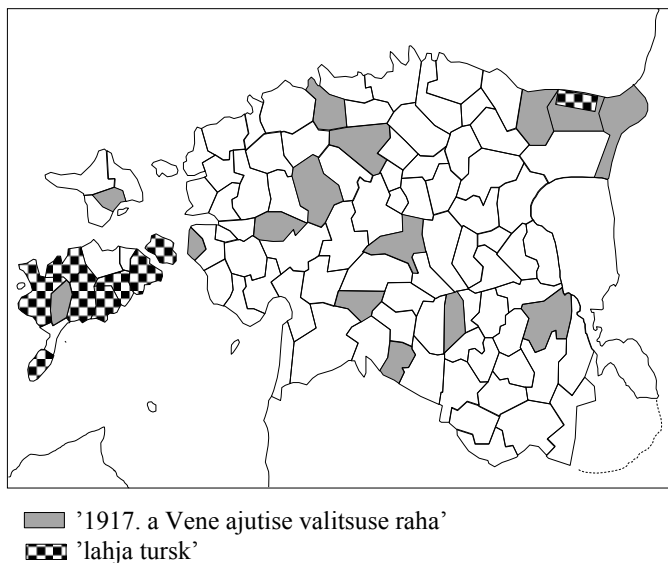 ’1917. a Vene ajutise valitsuse raha’
’lahja tursk’